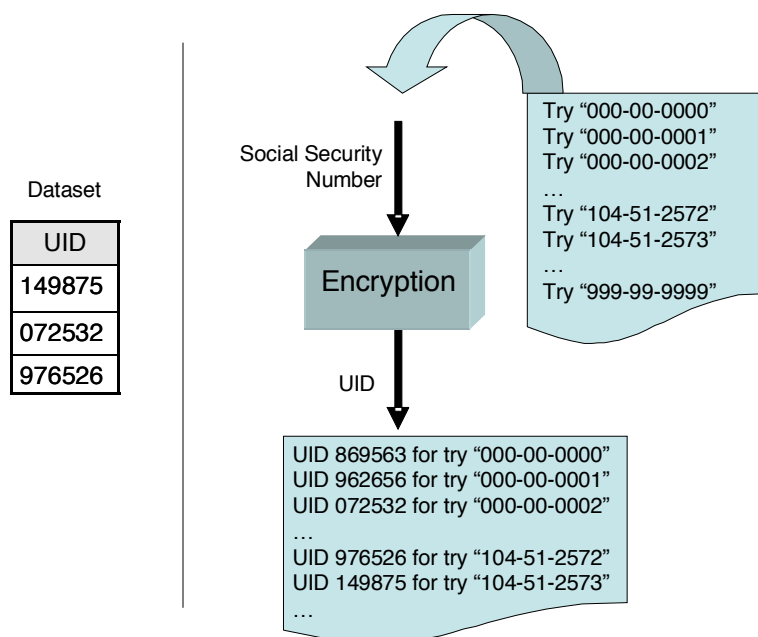 Dataset
UID
149875
072532
976526
Social Security
Number
Encryption
UID
Try “000-00-0000”
Try “000-00-0001”
Try “000-00-0002”
…
Try “104-51-2572”
Try “104-51-2573”
…
Try “999-99-9999”
UID 869563 for try “000-00-0000”
UID 962656 for try “000-00-0001”
UID 072532 for try “000-00-0002”
…
UID 976526 for try “104-51-2572”
UID 149875 for try “104-51-2573”
…